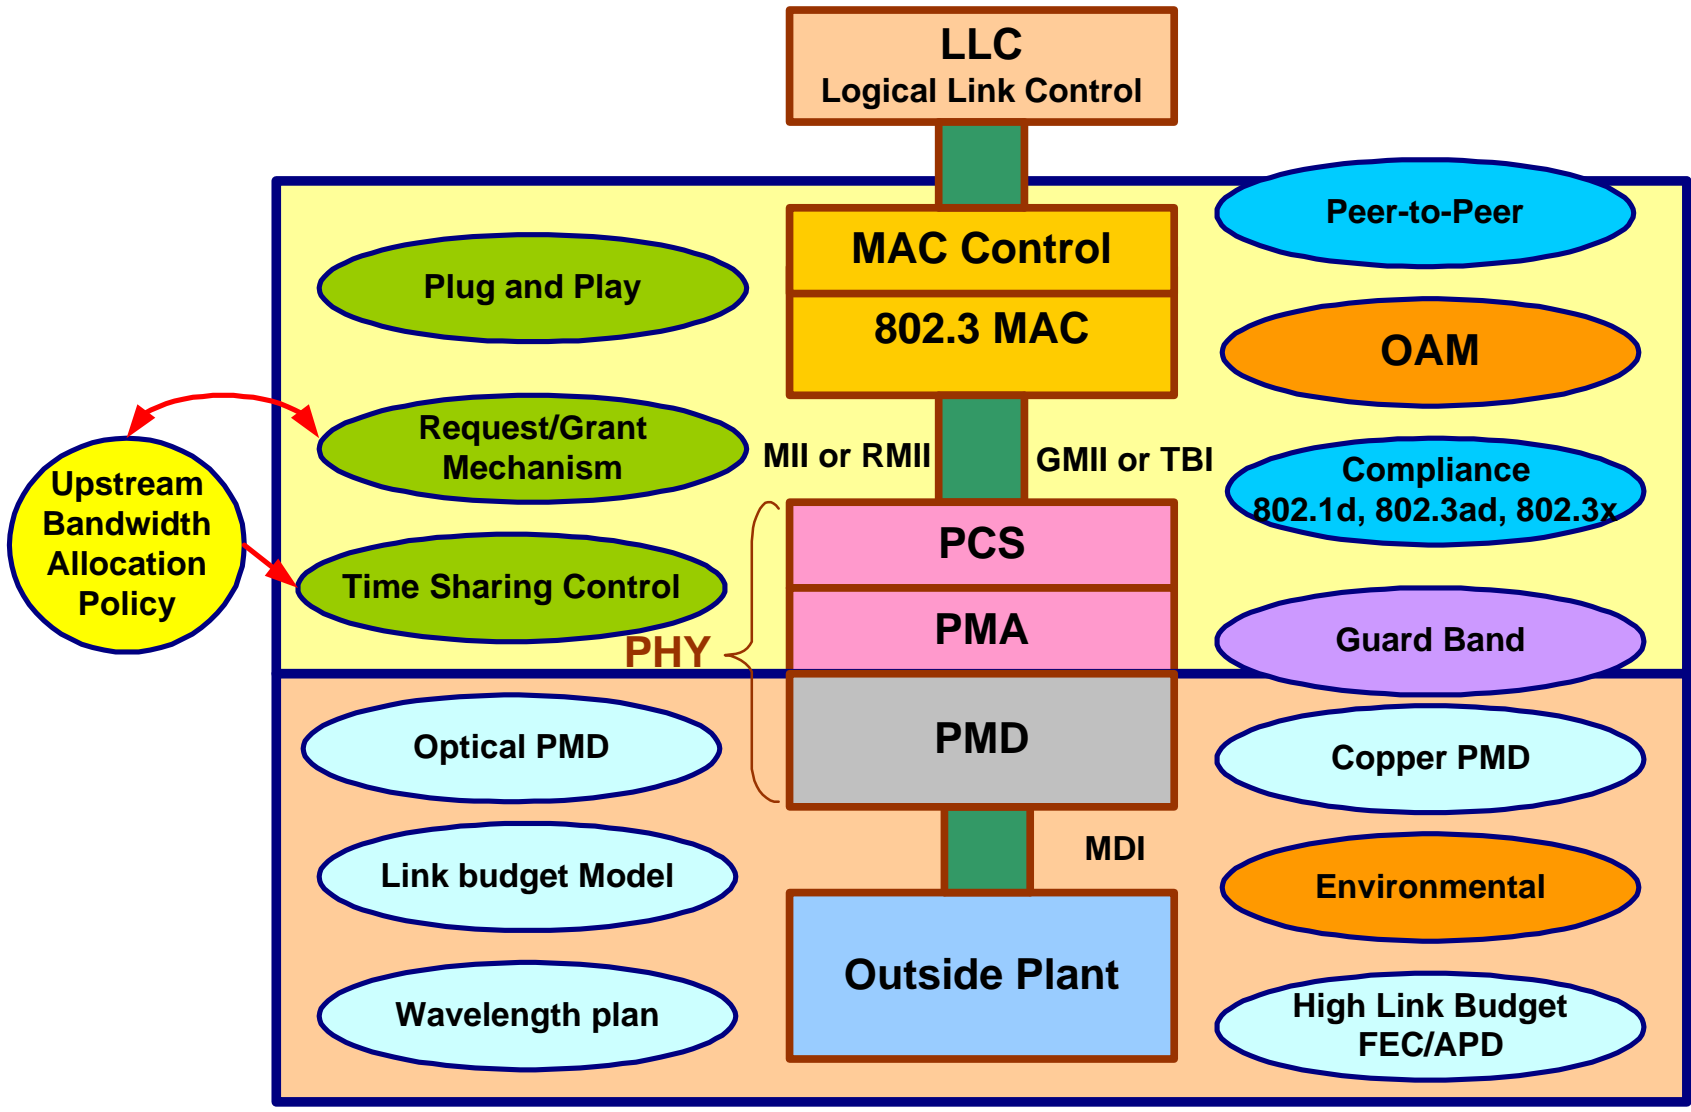 LLC
Logical Link Control
Peer-to-Peer
MAC Control
Plug and Play
802.3 MAC
OAM
Request/Grant
Mechanism
MII or RMII
GMII or TBI
Compliance
802.1d, 802.3ad, 802.3x
Upstream
Bandwidth
Allocation
Policy
PCS
Time Sharing Control
PMA
PHY
Guard Band
Optical PMD
PMD
Copper PMD
MDI
Link budget Model
Environmental
Outside Plant
Wavelength plan
High Link Budget
FEC/APD